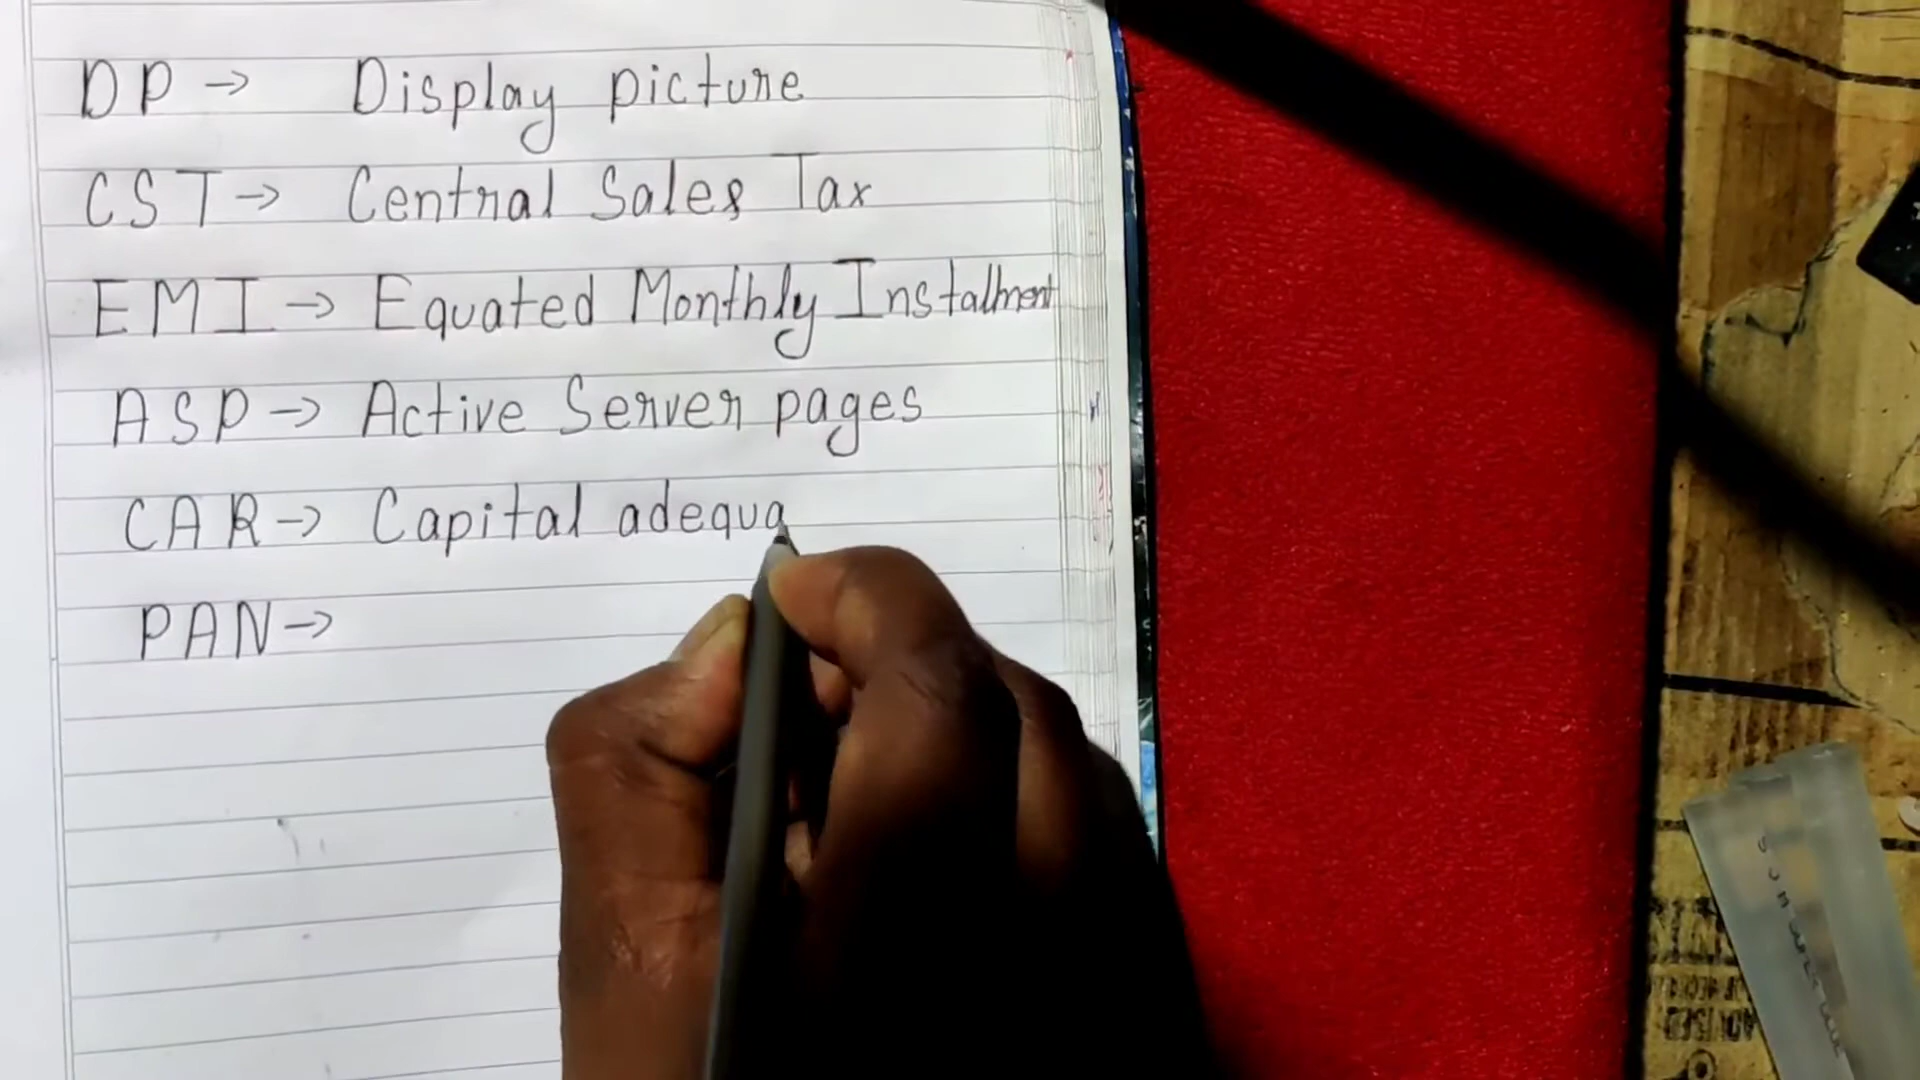 DP → Display picture
CST → Central Sales Tax
EMI → Equated Monthly Installment
ASP → Active Server pages
CAR → Capital adequa
PAN →